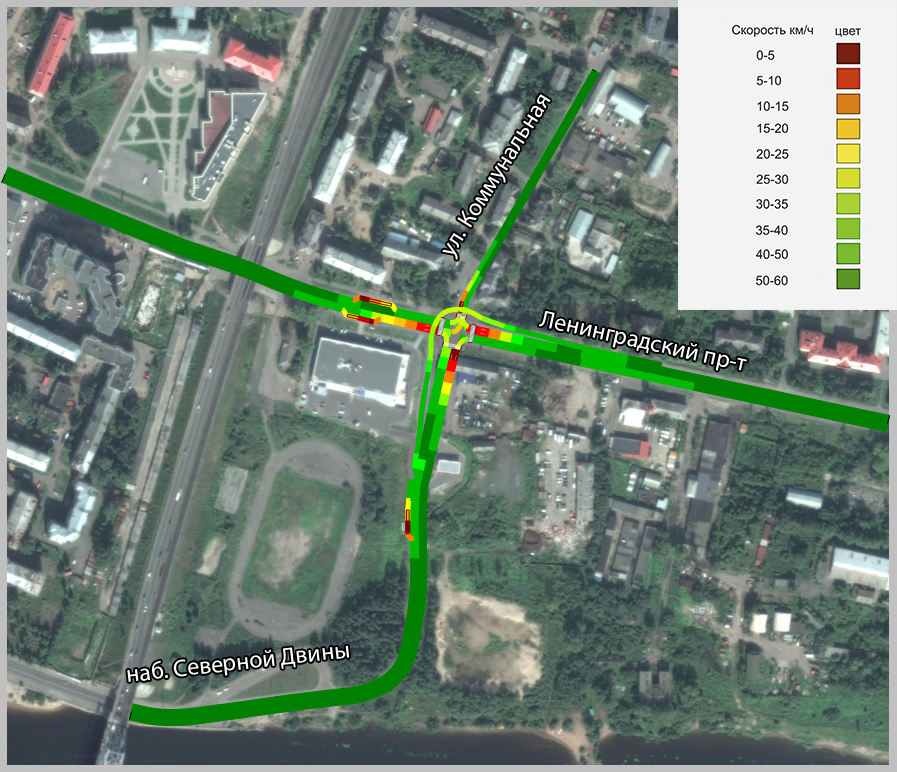 Скорость км/ч цвет
0-5
5-10
10-15
15-20
20-25
25-30
30-35
35-40
40-50
50-60
ул. Коммунальная
Ленинградский пр-т
наб. Северной Двины